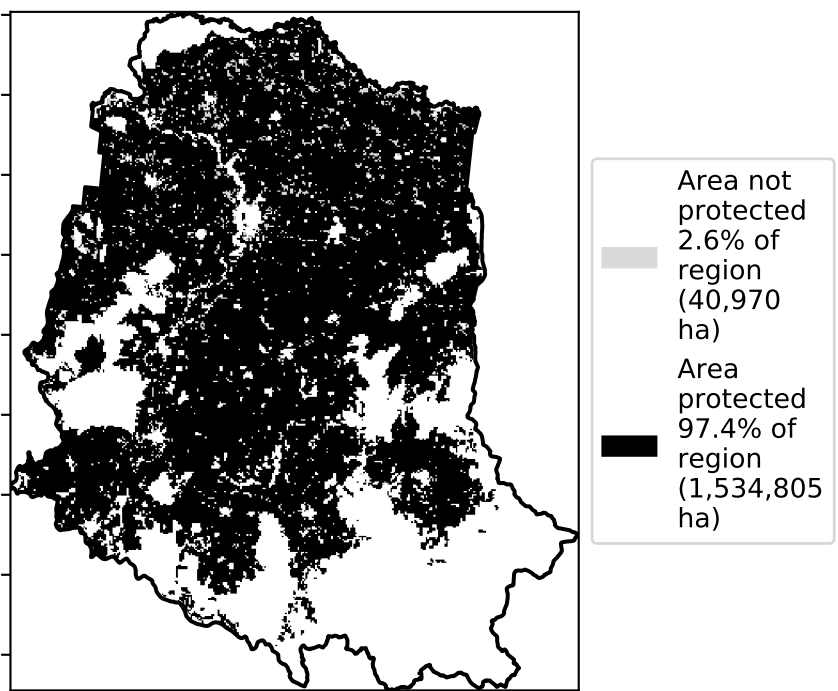 Area not
protected
2.6% of
region
(40,970
ha)
Area
protected
97.4% of
region
(1,534,805
ha)